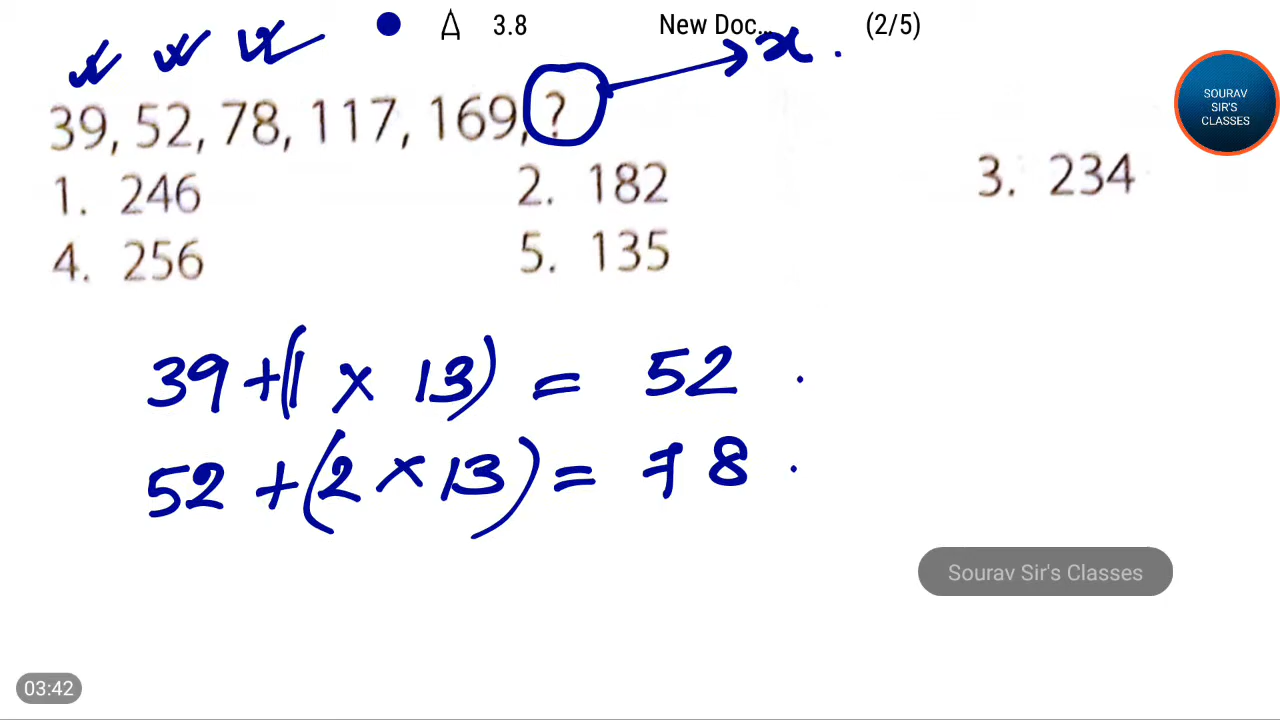 3.8 New Doc... (2/5)
x.
39, 52, 78, 117, 169, ?
SOURAV SIR'S CLASSES
1. 246 2. 182 3. 234
4. 256 5. 135
39 + (1 × 13) = 52.
52 + (2 × 13) = 78.
Sourav Sir's Classes
03:42